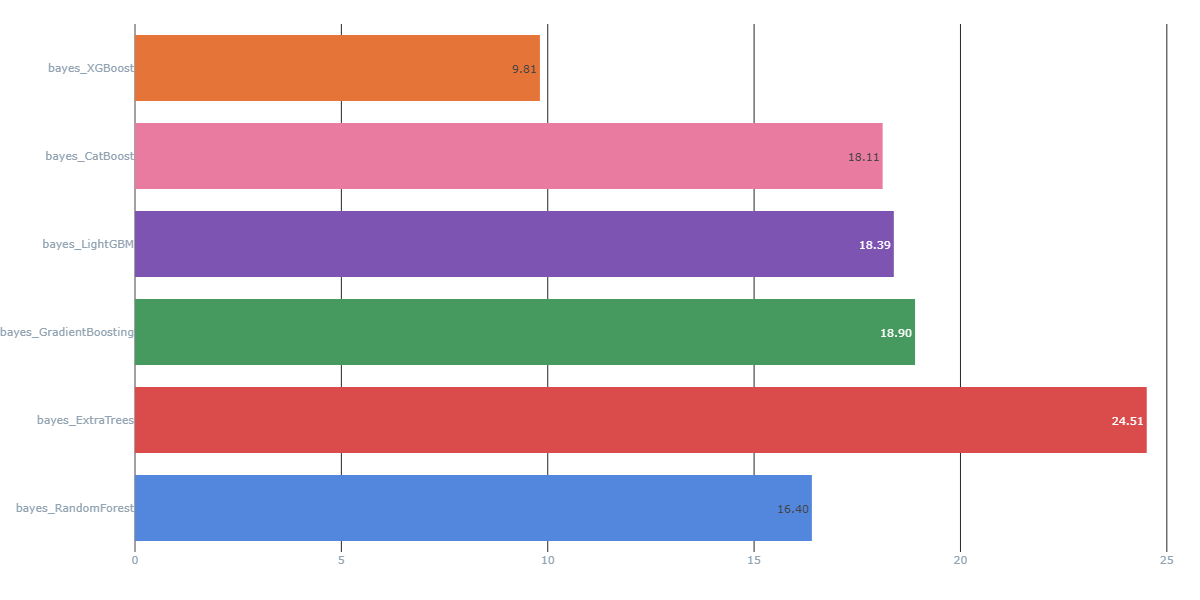 bayes_XGBoost
9.81
bayes_CatBoost
18.11
bayes_LightGBM
18.39
bayes_GradientBoosting
18.90
bayes_ExtraTrees
24.51
bayes_RandomForest
16.40
0 5 10 15 20 25